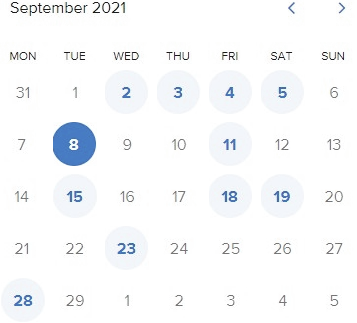 September 2021
MON TUE WED THU FRI SAT SUN
31 1 2 3 4 5 6
7 8 9 10 11 12 13
14 15 16 17 18 19 20
21 22 23 24 25 26 27
28 29 1 2 3 4 5